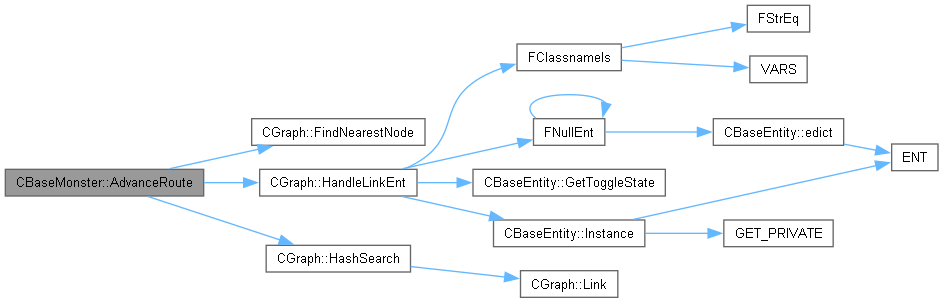 CBaseMonster::AdvanceRoute
CGraph::FindNearestNode
CGraph::HandleLinkEnt
CGraph::HashSearch
FClassnameIs
FNullEnt
CBaseEntity::GetToggleState
CBaseEntity::Instance
CGraph::Link
FStrEq
VARS
CBaseEntity::edict
GET_PRIVATE
ENT